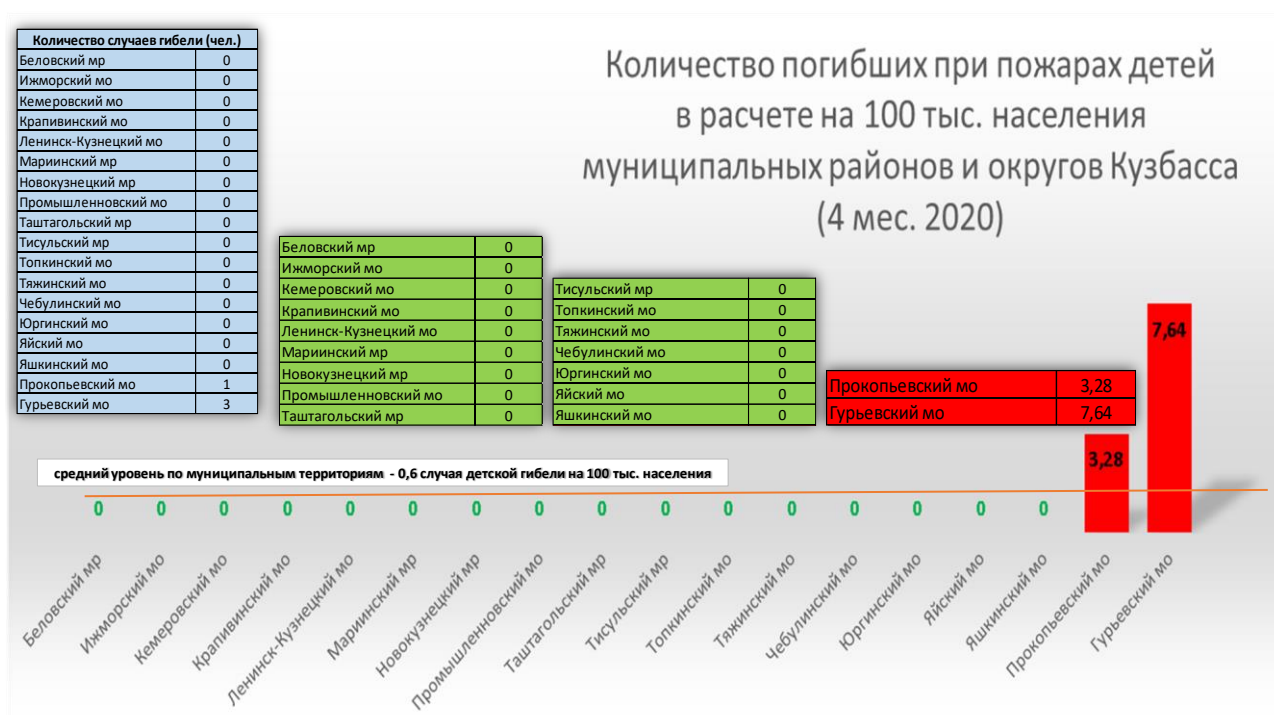 Количество погибших при пожарах детей
в расчете на 100 тыс. населения
муниципальных районов и округов Кузбасса
(4 мес. 2020)
Количество случаев гибели (чел.)
Беловский мр 0
Ижморский мо 0
Кемеровский мо 0
Крапивинский мо 0
Ленинск-Кузнецкий мо 0
Мариинский мр 0
Новокузнецкий мр 0
Промышленновский мо 0
Таштагольский мр 0
Тисульский мр 0
Топкинский мо 0
Тяжинский мо 0
Чебулинский мо 0
Юргинский мо 0
Яйский мо 0
Яшкинский мо 0
Прокопьевский мо 1
Гурьевский мо 3
Беловский мр 0
Ижморский мо 0
Кемеровский мо 0
Крапивинский мо 0
Ленинск-Кузнецкий мо 0
Мариинский мр 0
Новокузнецкий мр 0
Промышленновский мо 0
Таштагольский мр 0
Тисульский мр 0
Топкинский мо 0
Тяжинский мо 0
Чебулинский мо 0
Юргинский мо 0
Яйский мо 0
Яшкинский мо 0
Прокопьевский мо 3,28
Гурьевский мо 7,64
средний уровень по муниципальным территориям - 0,6 случая детской гибели на 100 тыс. населения
0 0 0 0 0 0 0 0 0 0 0 0 0 0 0 0 3,28 7,64
Беловский мр
Ижморский мо
Кемеровский мо
Крапивинский мо
Ленинск-Кузнецкий мо
Мариинский мр
Новокузнецкий мр
Промышленновский мо
Таштагольский мр
Тисульский мр
Топкинский мо
Тяжинский мо
Чебулинский мо
Юргинский мо
Яйский мо
Яшкинский мо
Прокопьевский мо
Гурьевский мо